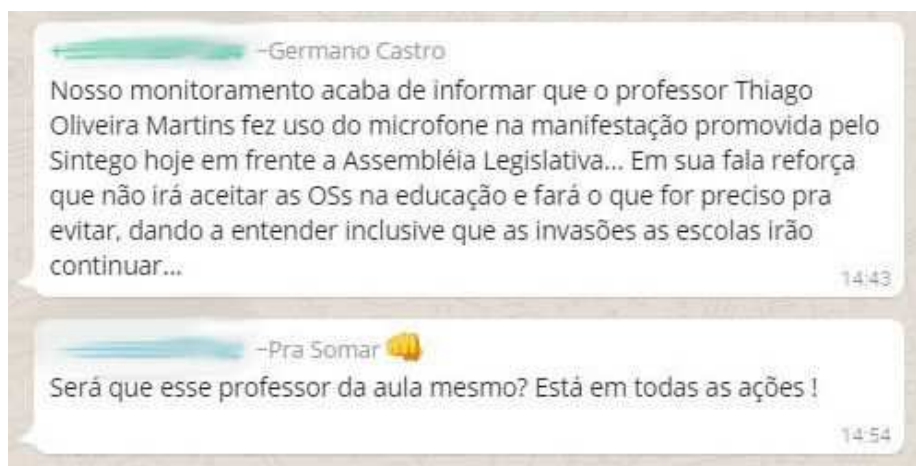 ~Germano Castro
Nosso monitoramento acaba de informar que o professor Thiago
Oliveira Martins fez uso do microfone na manifestação promovida pelo
Sintego hoje em frente a Assembléia Legislativa... Em sua fala reforça
que não irá aceitar as OSs na educação e fará o que for preciso pra
evitar, dando a entender inclusive que as invasões as escolas irão
continuar...
14:43
~Pra Somar 👊
Será que esse professor da aula mesmo? Está em todas as ações !
14:54